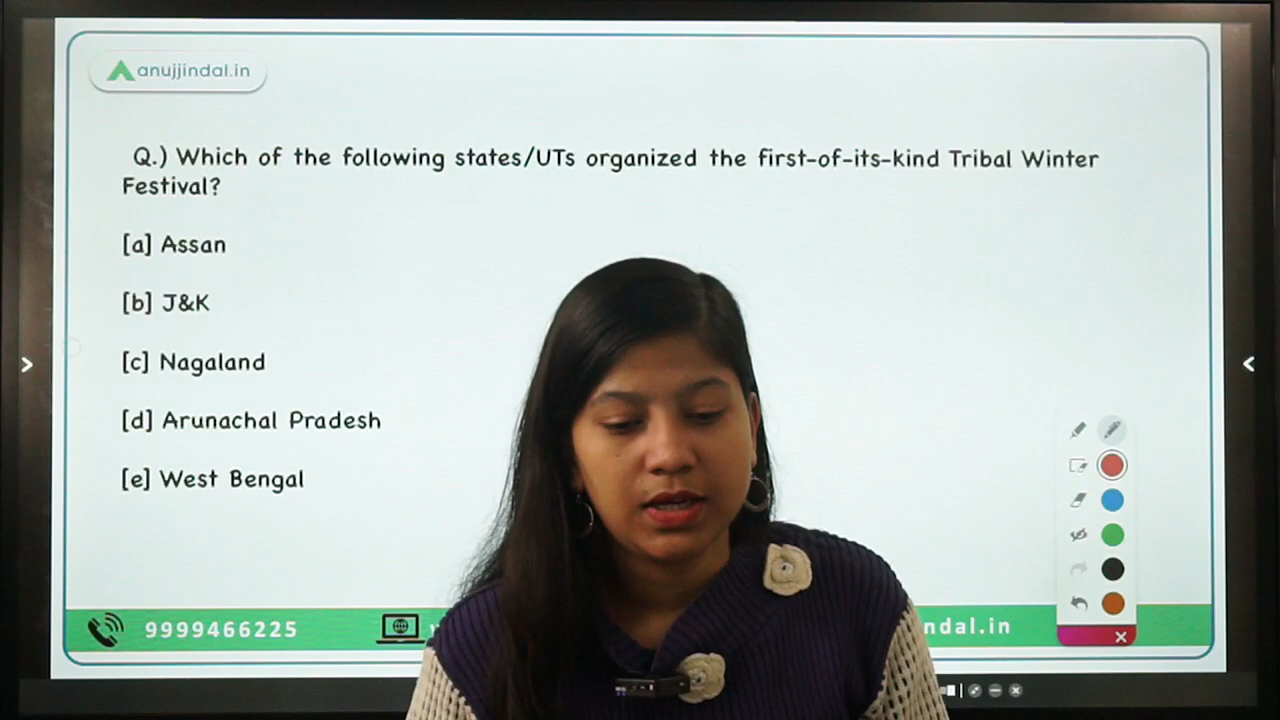 anujjindal.in
Q.) Which of the following states/UTs organized the first-of-its-kind Tribal Winter
Festival?
[a] Assan
[b] J&K
[c] Nagaland
[d] Arunachal Pradesh
[e] West Bengal
9999466225
ndal.in